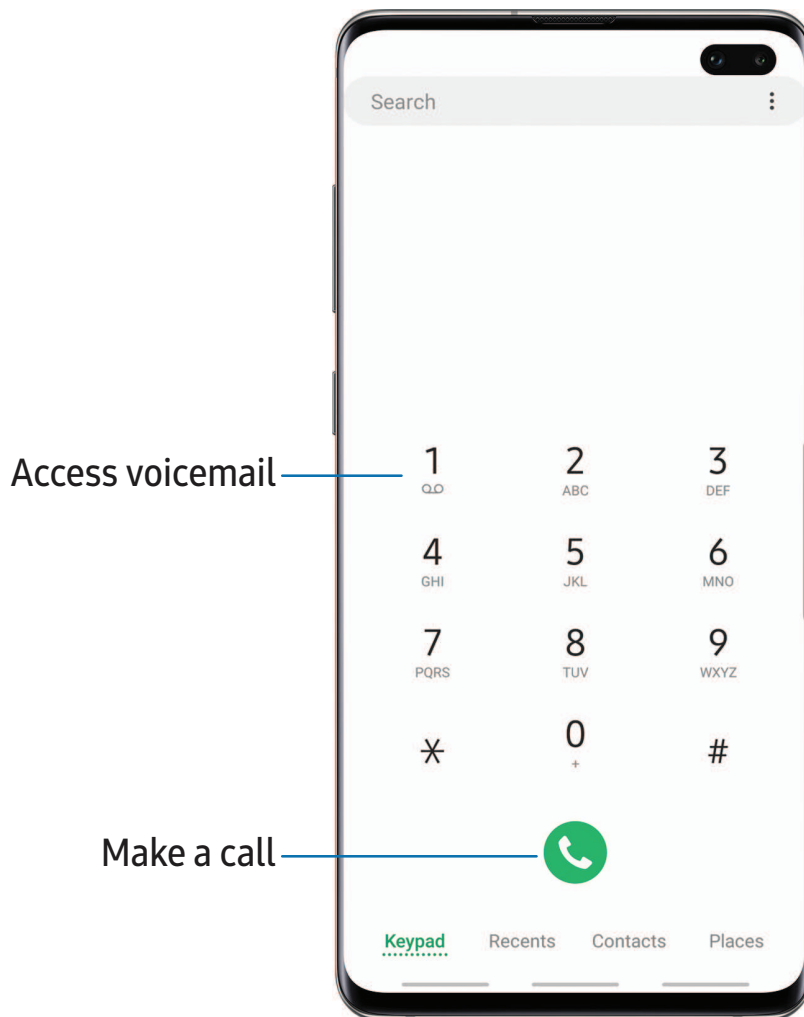 Search
Access voicemail
1 2 3
ABC DEF
4 5 6
GHI JKL MNO
7 8 9
PQRS TUV WXYZ
* 0 #
+
Make a call
Keypad Recents Contacts Places